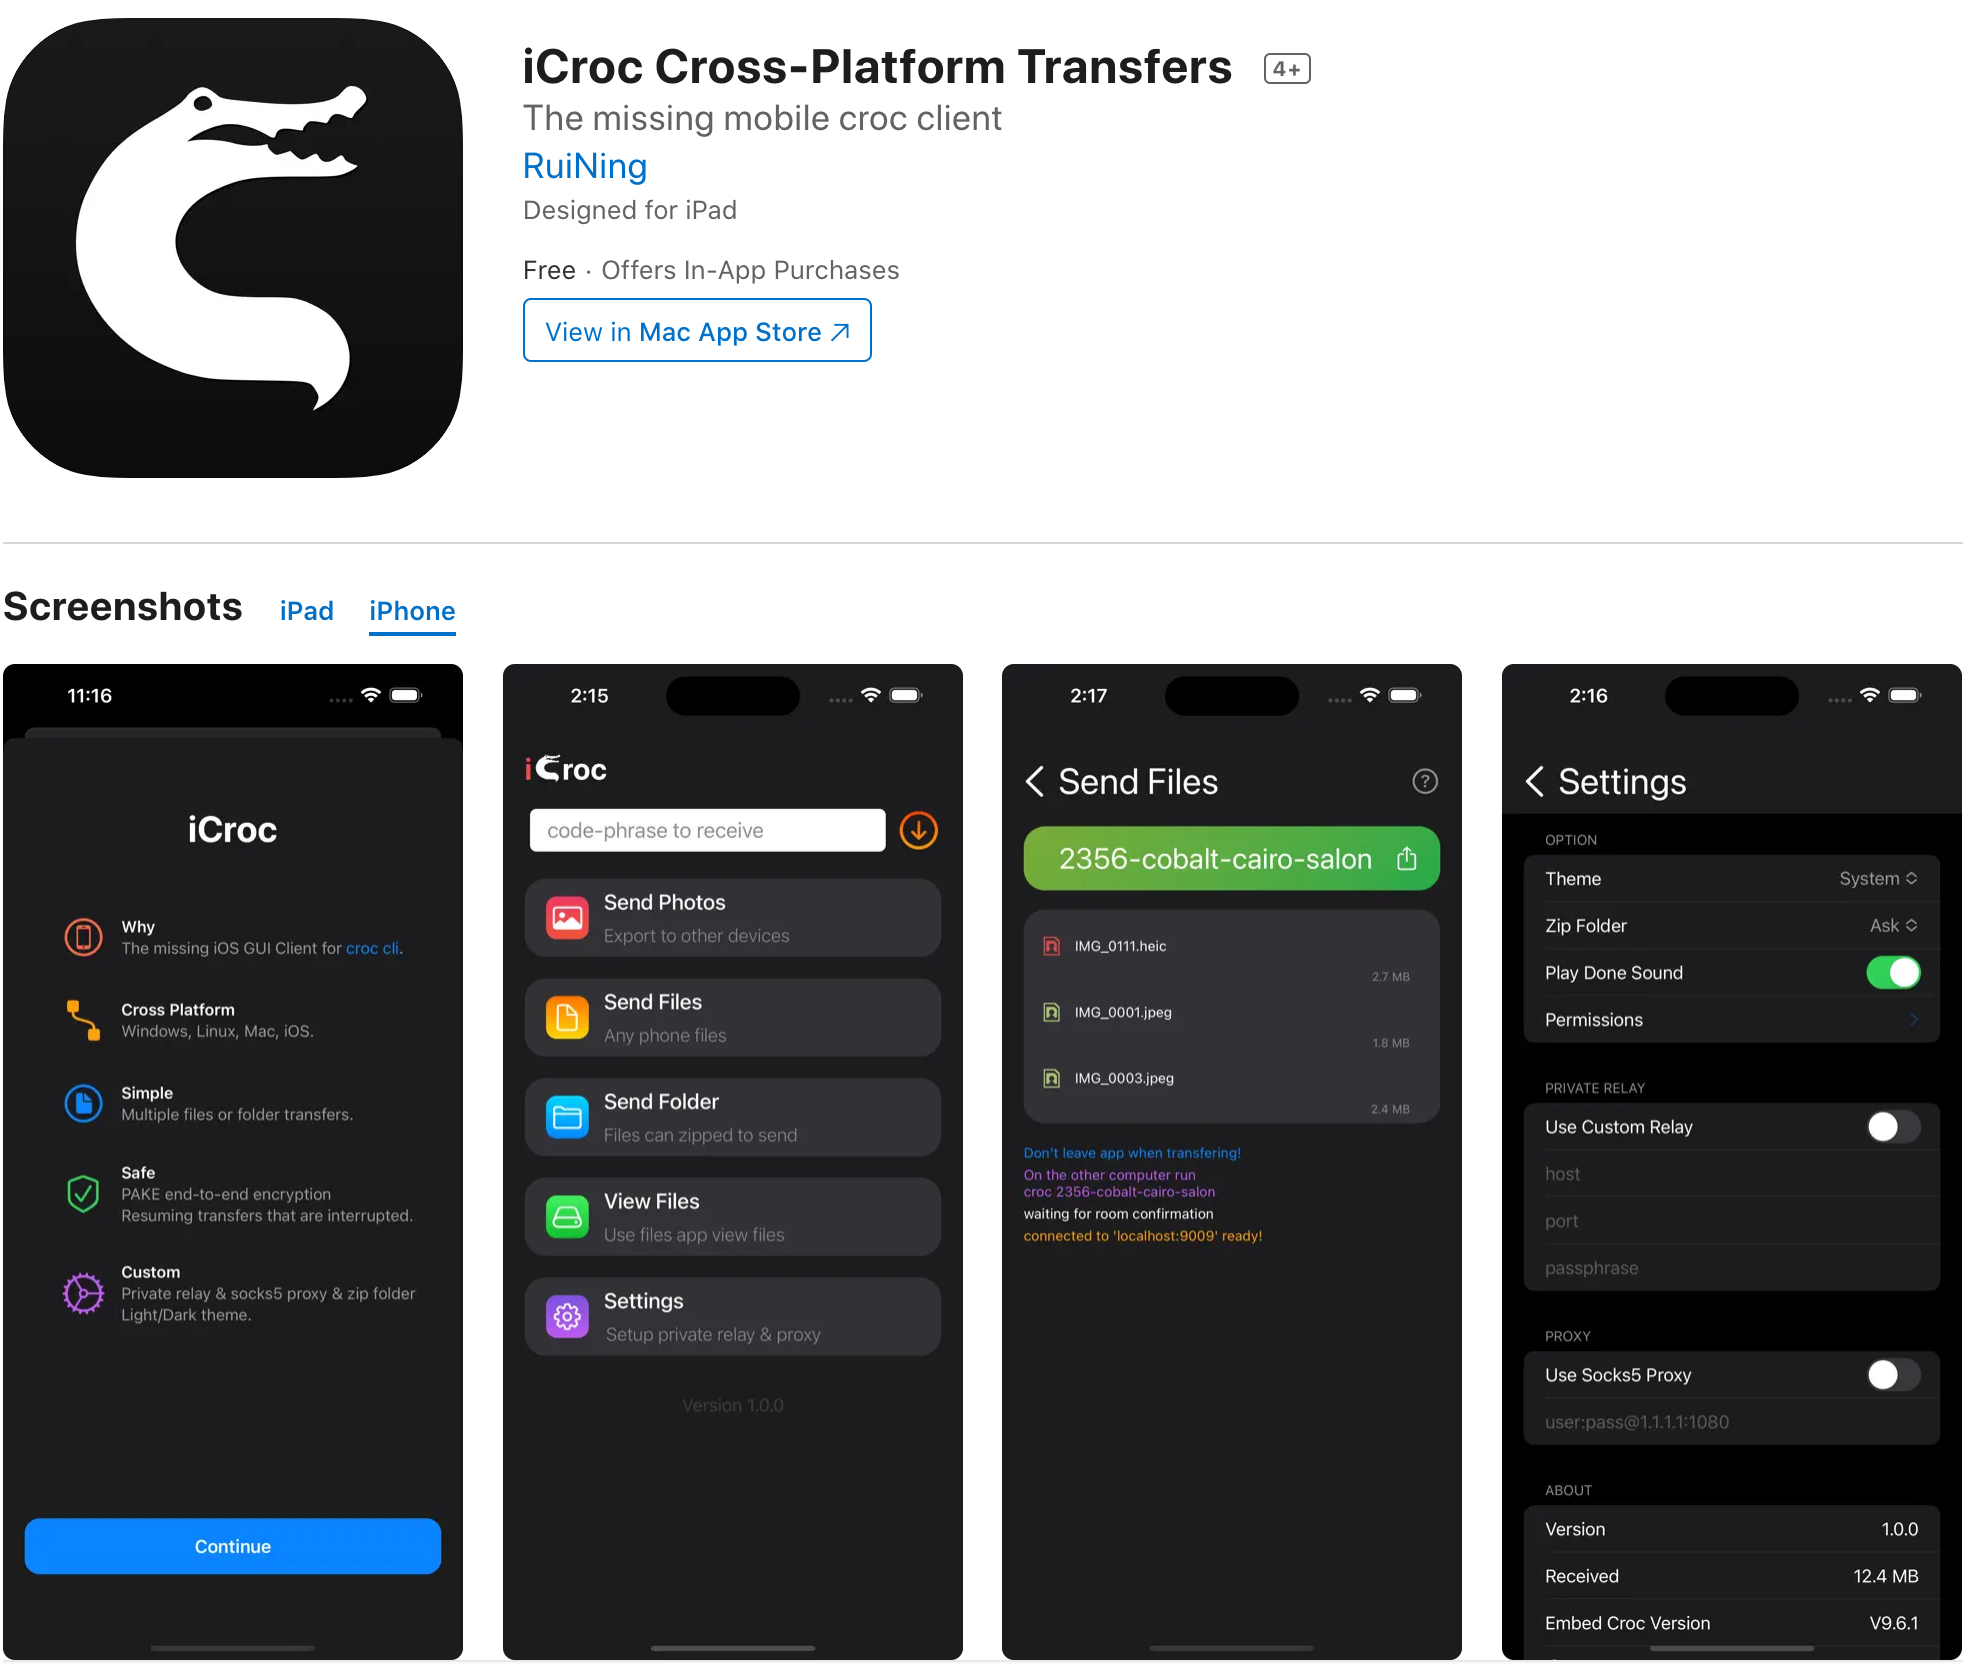 iCroc Cross-Platform Transfers 4+
The missing mobile croc client
RuiNing
Designed for iPad
Free · Offers In-App Purchases
View in Mac App Store ↗
Screenshots iPad iPhone
11:16
iCroc
Why
The missing iOS GUI Client for croc cli.
Cross Platform
Windows, Linux, Mac, iOS.
Simple
Multiple files or folder transfers.
Safe
PAKE end-to-end encryption
Resuming transfers that are interrupted.
Custom
Private relay & socks5 proxy & zip folder
Light/Dark theme.
Continue
2:15
iCroc
code-phrase to receive
Send Photos
Export to other devices
Send Files
Any phone files
Send Folder
Files can zipped to send
View Files
Use files app view files
Settings
Setup private relay & proxy
Version 1.0.0
2:17
Send Files ?
2356-cobalt-cairo-salon
IMG_0111.heic
2.7 MB
IMG_0001.jpeg
1.8 MB
IMG_0003.jpeg
2.4 MB
Don't leave app when transfering!
On the other computer run
croc 2356-cobalt-cairo-salon
waiting for room confirmation
connected to 'localhost:9009' ready!
2:16
Settings
OPTION
Theme System
Zip Folder Ask
Play Done Sound
Permissions
PRIVATE RELAY
Use Custom Relay
host
port
passphrase
PROXY
Use Socks5 Proxy
user:pass@1.1.1.1:1080
ABOUT
Version 1.0.0
Received 12.4 MB
Embed Croc Version V9.6.1